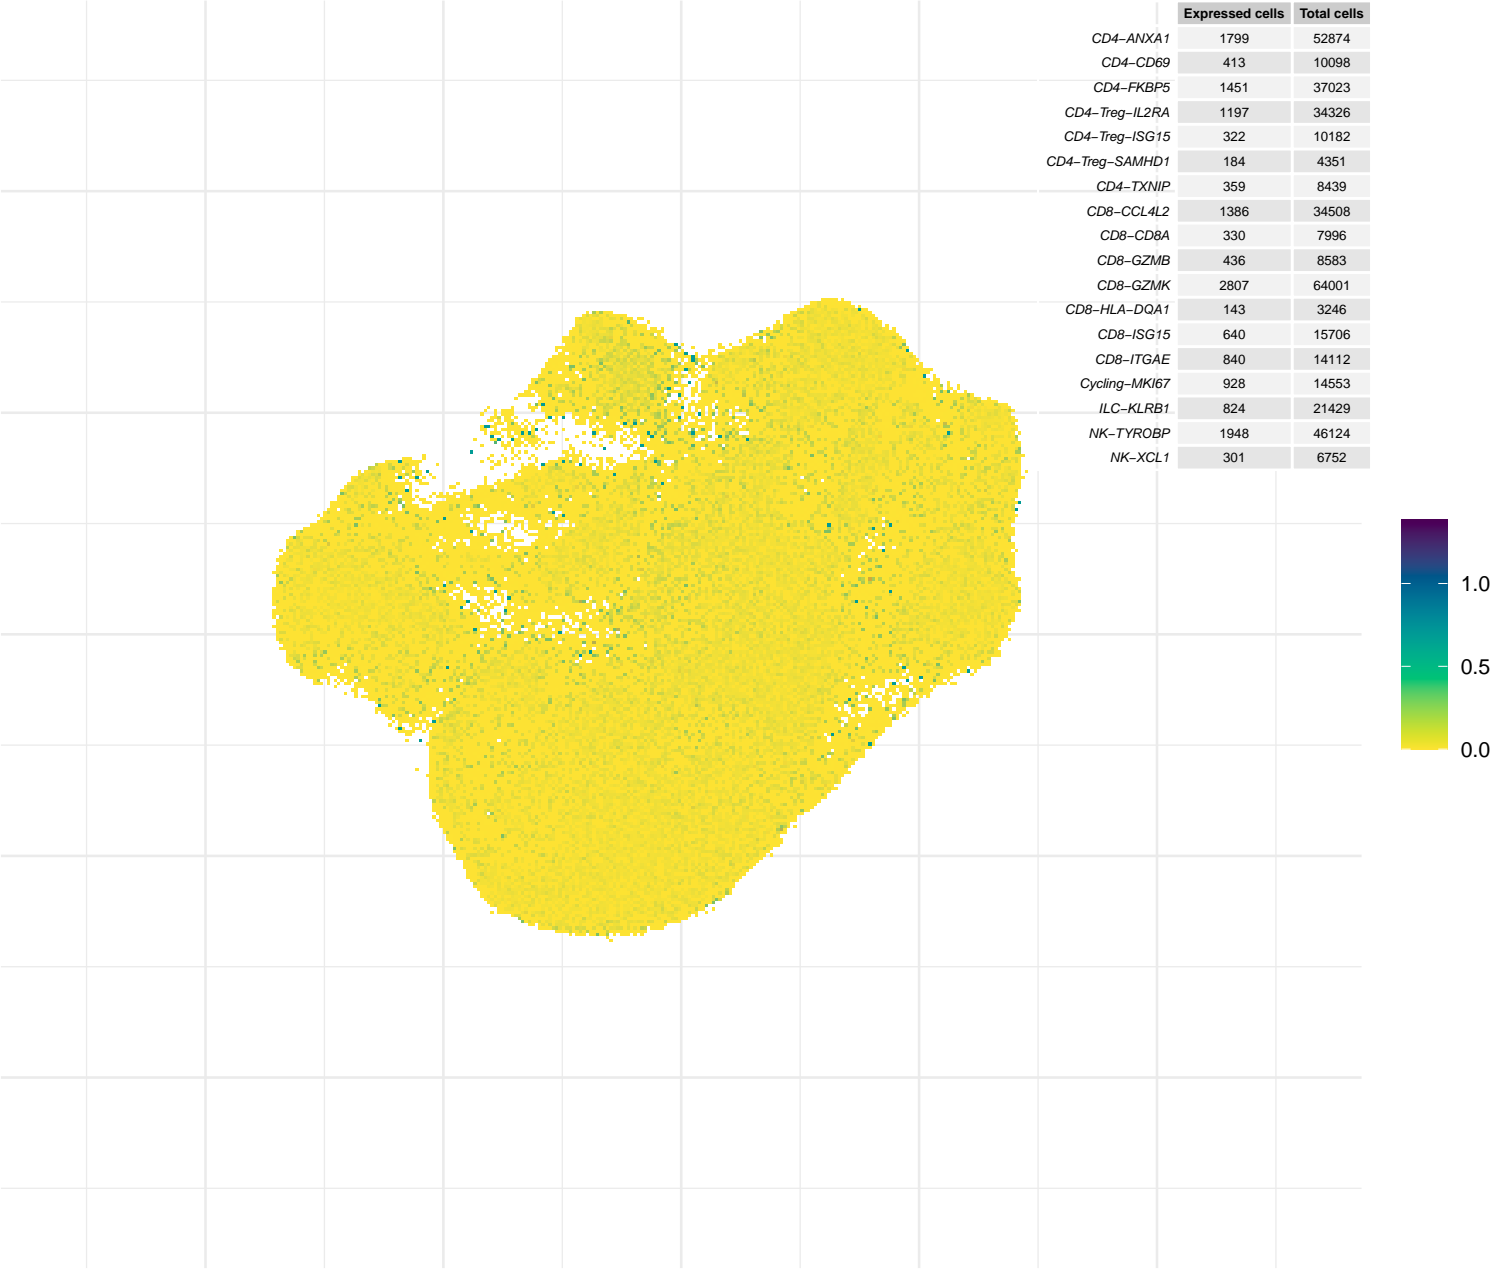 Expressed cells Total cells
CD4−ANXA1 1799 52874
CD4−CD69 413 10098
CD4−FKBP5 1451 37023
CD4−Treg−IL2RA 1197 34326
CD4−Treg−ISG15 322 10182
CD4−Treg−SAMHD1 184 4351
CD4−TXNIP 359 8439
CD8−CCL4L2 1386 34508
CD8−CD8A 330 7996
CD8−GZMB 436 8583
CD8−GZMK 2807 64001
CD8−HLA−DQA1 143 3246
CD8−ISG15 640 15706
CD8−ITGAE 840 14112
Cycling−MKI67 928 14553
ILC−KLRB1 824 21429
NK−TYROBP 1948 46124
NK−XCL1 301 6752
1.0
0.5
0.0